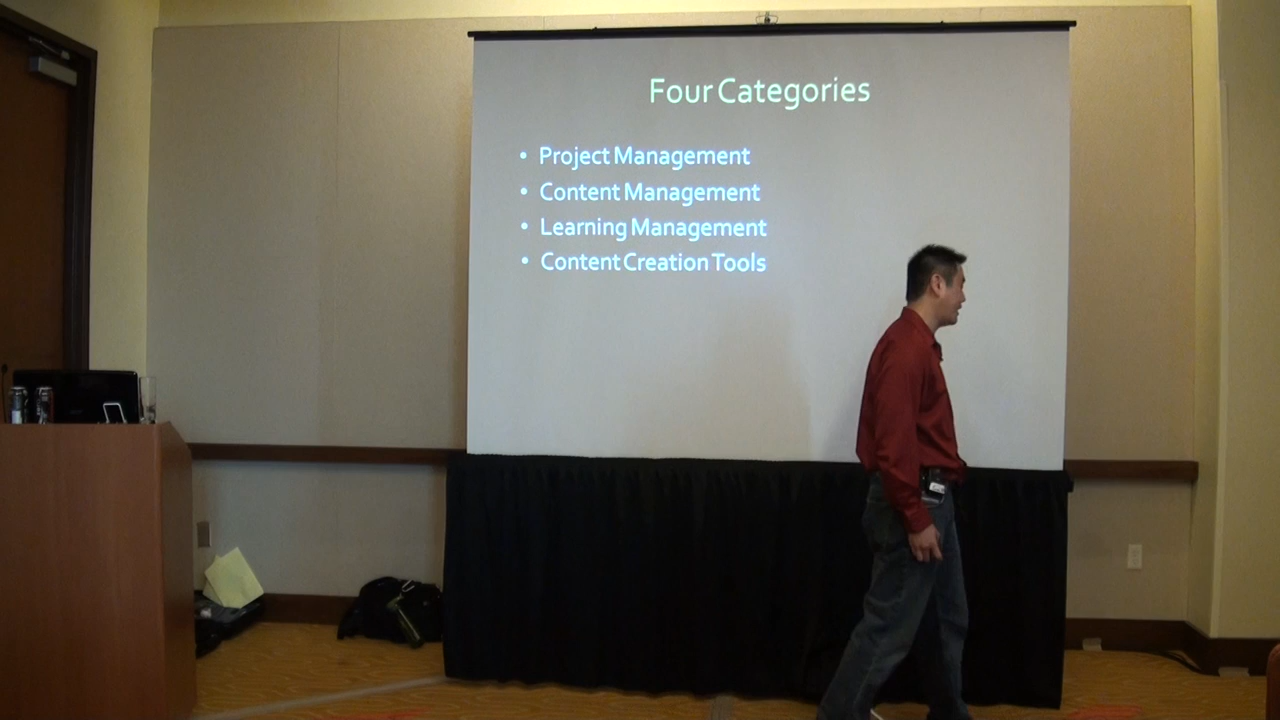 Four Categories
• Project Management
• Content Management
• Learning Management
• Content Creation Tools